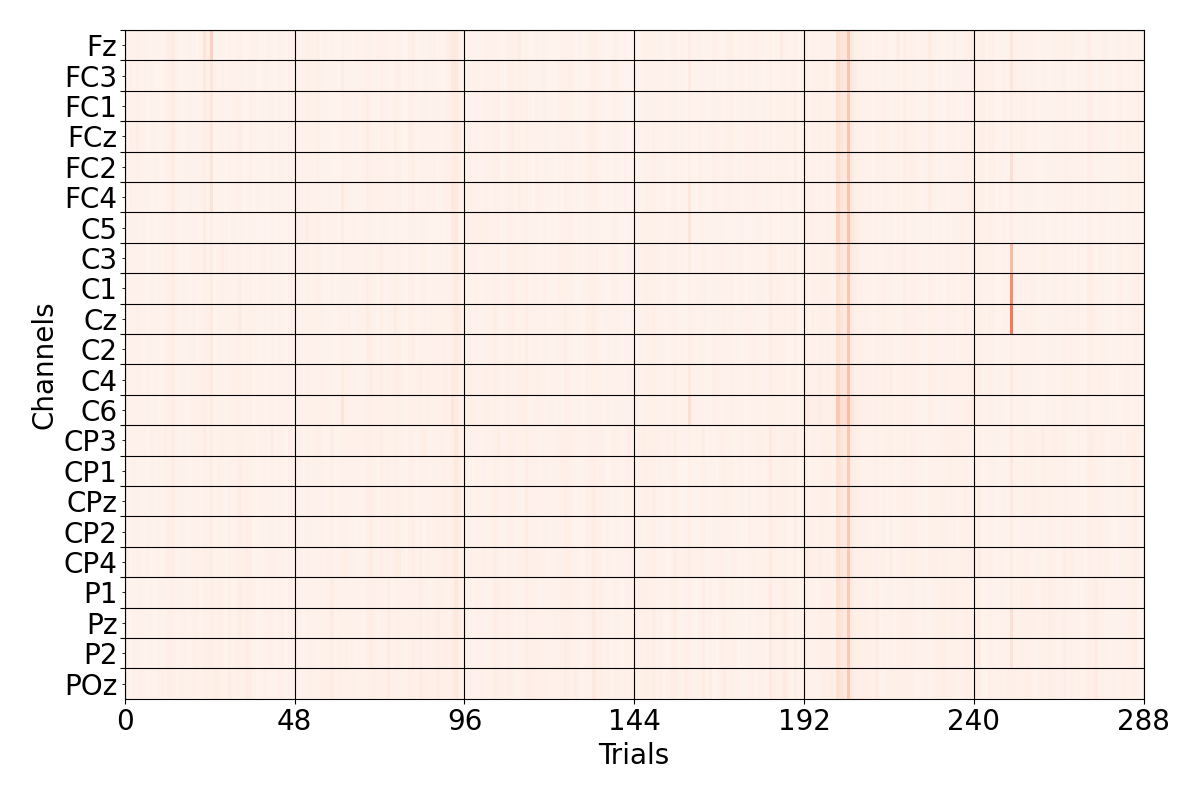 Channels
Fz
FC3
FC1
FCz
FC2
FC4
C5
C3
C1
Cz
C2
C4
C6
CP3
CP1
CPz
CP2
CP4
P1
Pz
P2
POz
0 48 96 144 192 240 288
Trials